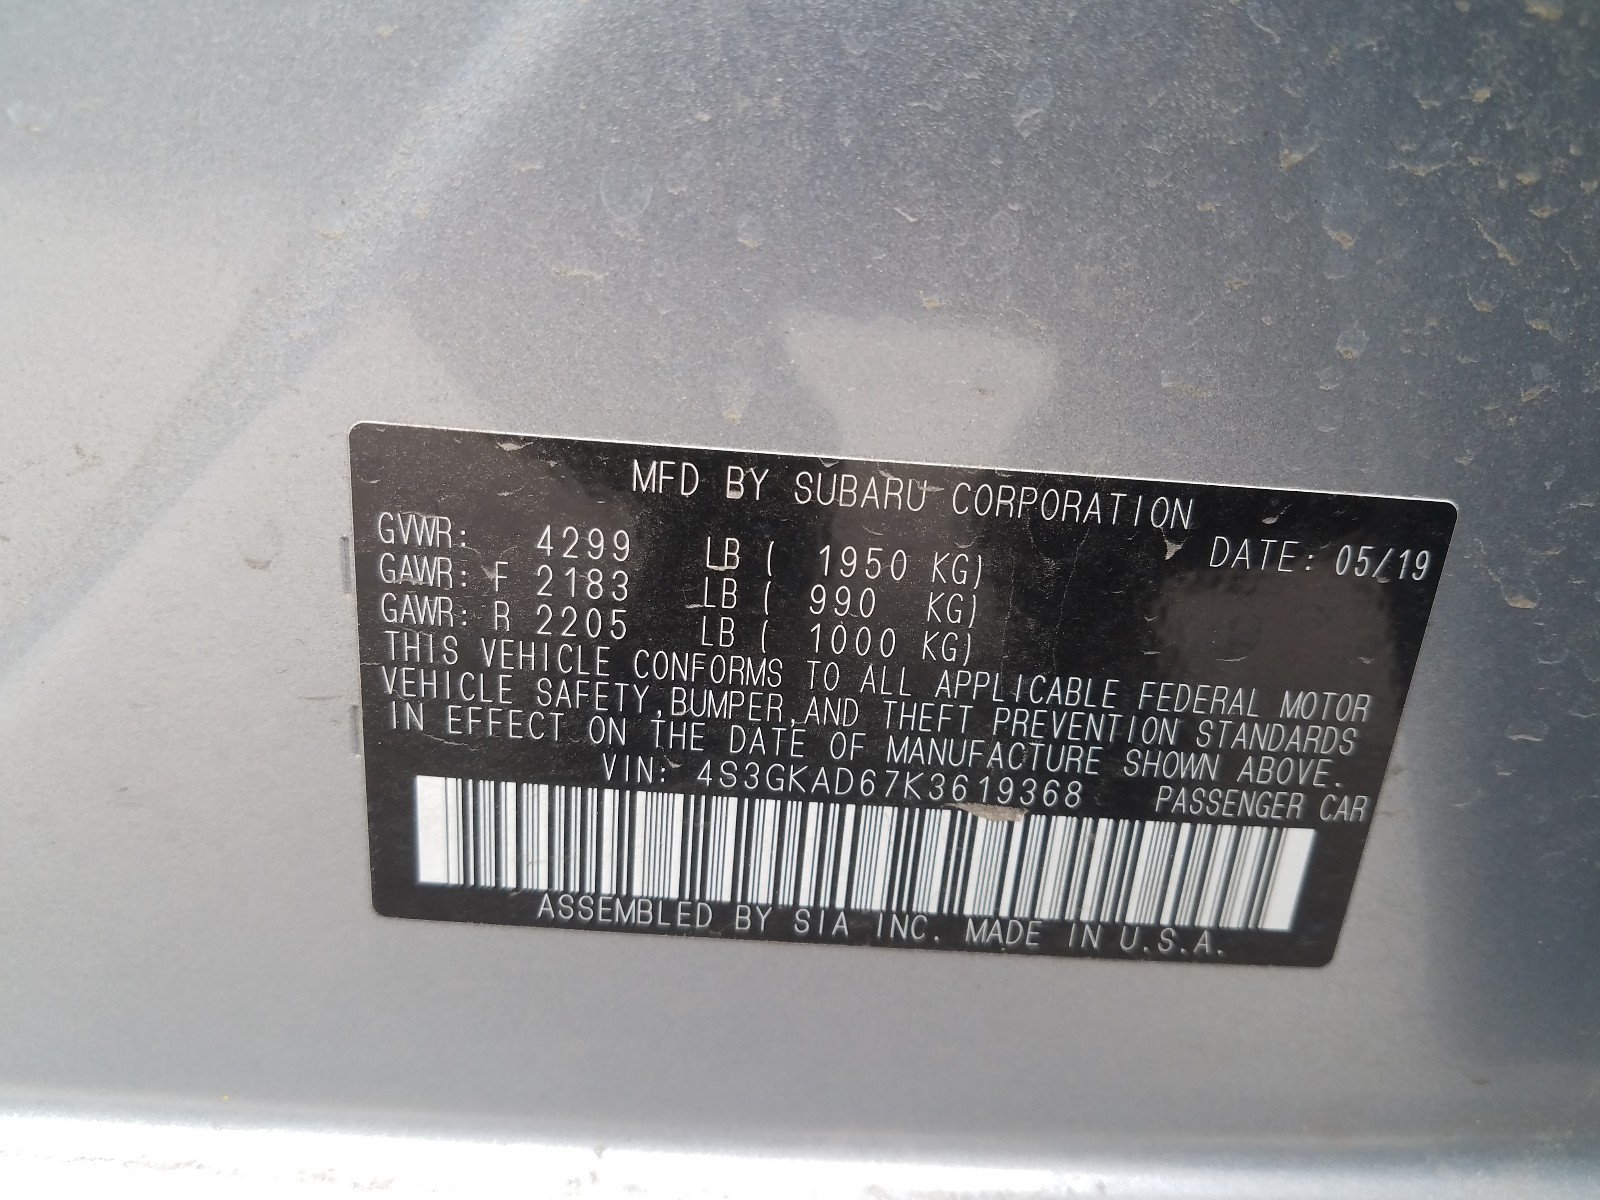 MFD BY SUBARU CORPORATION
GVWR: 4299 LB ( 1950 KG) DATE: 05/19
GAWR: F 2183 LB ( 990 KG)
GAWR: R 2205 LB ( 1000 KG)
THIS VEHICLE CONFORMS TO ALL APPLICABLE FEDERAL MOTOR
VEHICLE SAFETY,BUMPER,AND THEFT PREVENTION STANDARDS
IN EFFECT ON THE DATE OF MANUFACTURE SHOWN ABOVE.
VIN: 4S3GKAD67K3619368 PASSENGER CAR
ASSEMBLED BY SIA INC. MADE IN U.S.A.